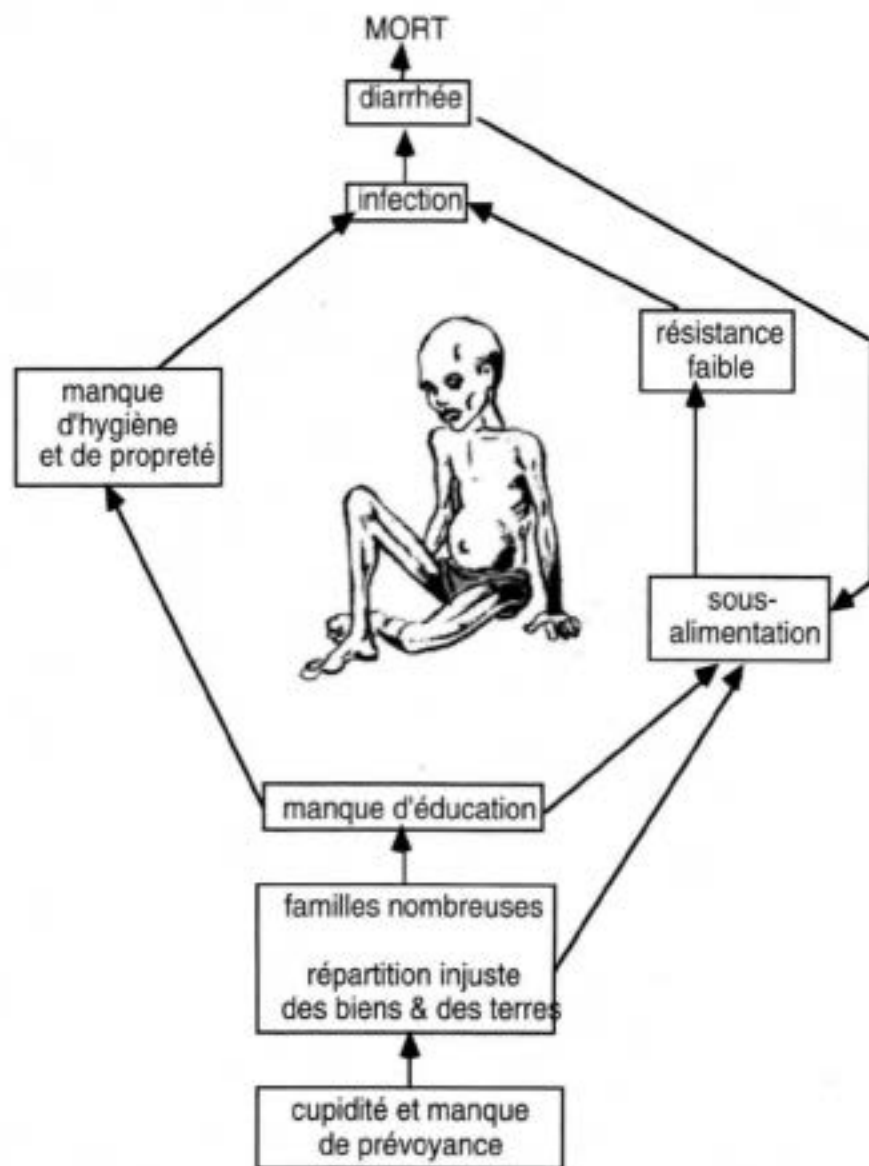 MORT
diarrhée
infection
résistance
faible
manque
d'hygiène
et de propreté
sous-
alimentation
manque d'éducation
familles nombreuses
répartition injuste
des biens & des terres
cupidité et manque
de prévoyance